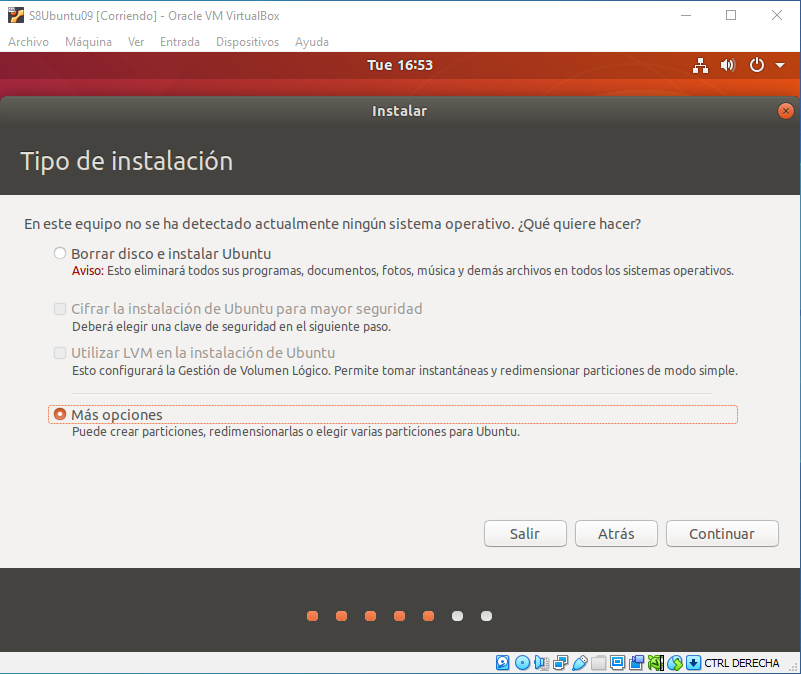 S8Ubuntu09 [Corriendo] - Oracle VM VirtualBox
Archivo Máquina Ver Entrada Dispositivos Ayuda
Tue 16:53
Instalar
Tipo de instalación
En este equipo no se ha detectado actualmente ningún sistema operativo. ¿Qué quiere hacer?
Borrar disco e instalar Ubuntu
Aviso: Esto eliminará todos sus programas, documentos, fotos, música y demás archivos en todos los sistemas operativos.
Cifrar la instalación de Ubuntu para mayor seguridad
Deberá elegir una clave de seguridad en el siguiente paso.
Utilizar LVM en la instalación de Ubuntu
Esto configurará la Gestión de Volumen Lógico. Permite tomar instantáneas y redimensionar particiones de modo simple.
Más opciones
Puede crear particiones, redimensionarlas o elegir varias particiones para Ubuntu.
Salir Atrás Continuar
CTRL DERECHA